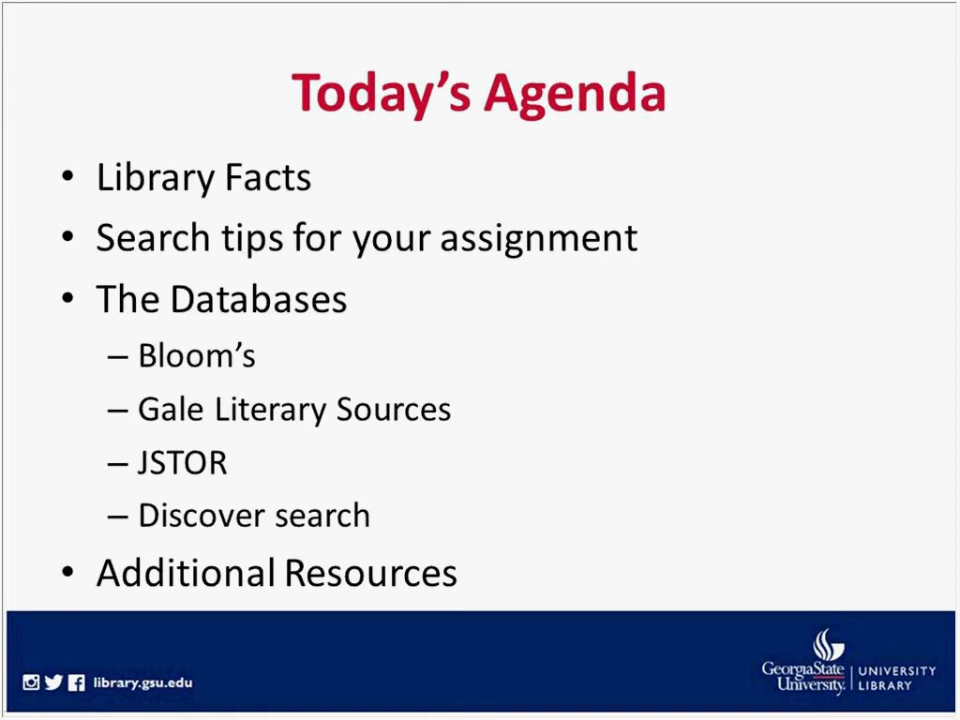 Today's Agenda
• Library Facts
• Search tips for your assignment
• The Databases
– Bloom's
– Gale Literary Sources
– JSTOR
– Discover search
• Additional Resources
library.gsu.edu
GeorgiaState University | UNIVERSITY LIBRARY